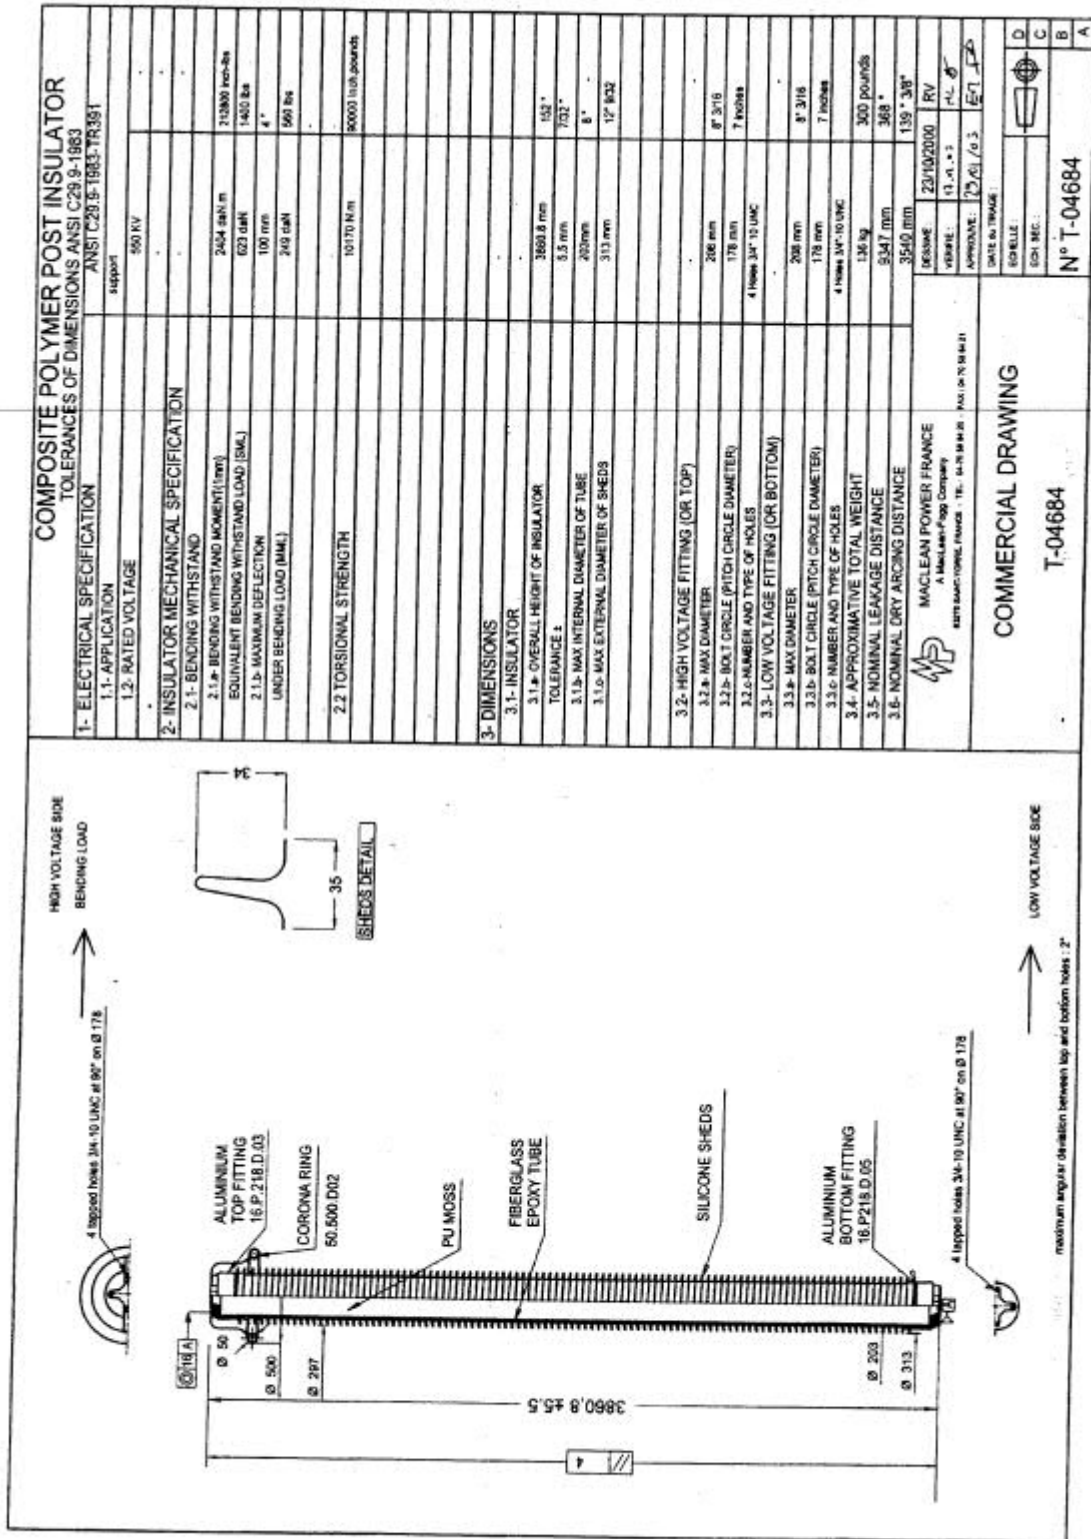 COMPOSITE POLYMER POST INSULATOR
TOLERANCES OF DIMENSIONS ANSI C29.9-1983
1- ELECTRICAL SPECIFICATION ANSI C29.9-1983-TR391
1.1- APPLICATION support
1.2- RATED VOLTAGE 550 KV
2- INSULATOR MECHANICAL SPECIFICATION
2.1- BENDING WITHSTAND
2.1.a- BENDING WITHSTAND MOMENT(1mm) 2404 daN.m 212800 inch-lbs
EQUIVALENT BENDING WITHSTAND LOAD (SML) 623 daN 1400 lbs
2.1.b- MAXIMUM DEFLECTION 100 mm 4"
UNDER BENDING LOAD (MML) 249 daN 560 lbs
2.2 TORSIONAL STRENGTH 10170 N.m 90000 inch.pounds
3- DIMENSIONS
3.1- INSULATOR
3.1.a- OVERALL HEIGHT OF INSULATOR 3860.8 mm 152"
TOLERANCE ± 5.5 mm 7/32"
3.1.b- MAX INTERNAL DIAMETER OF TUBE 203mm 8"
3.1.c- MAX EXTERNAL DIAMETER OF SHEDS 313 mm 12" 9/32
3.2- HIGH VOLTAGE FITTING (OR TOP)
3.2.a- MAX DIAMETER 208 mm 8" 3/16
3.2.b- BOLT CIRCLE (PITCH CIRCLE DIAMETER) 178 mm 7 inches
3.2.c-NUMBER AND TYPE OF HOLES 4 Holes 3/4" 10 UNC
3.3- LOW VOLTAGE FITTING (OR BOTTOM)
3.3.a- MAX DIAMETER 208 mm 8" 3/16
3.3.b- BOLT CIRCLE (PITCH CIRCLE DIAMETER) 178 mm 7 inches
3.3.c- NUMBER AND TYPE OF HOLES 4 Holes 3/4"-10 UNC
3.4- APPROXIMATIVE TOTAL WEIGHT 136 kg 300 pounds
3.5- NOMINAL LEAKAGE DISTANCE 9347 mm 368 "
3.6- NOMINAL DRY ARCING DISTANCE 3540 mm 139 " 3/8"
MACLEAN POWER FRANCE
A MacLean-Fogg Company
DESSINE : 23/10/2000 RV
VERIFIE :
APPROUVE : 23/01/03
DATE du TIRAGE :
ECHELLE :
ECH. SEC. :
D
C
B
A
COMMERCIAL DRAWING
T-04684
N° T-04684
HIGH VOLTAGE SIDE
BENDING LOAD
34
35
SHEDS DETAIL
4 tapped holes 3/4-10 UNC at 90° on Ø 178
ALUMINIUM
TOP FITTING
16.P.218.D.03
CORONA RING
50.500.D02
PU MOSS
FIBERGLASS
EPOXY TUBE
SILICONE SHEDS
ALUMINIUM
BOTTOM FITTING
16.P218.D.05
4 tapped holes 3/4-10 UNC at 90° on Ø 178
LOW VOLTAGE SIDE
maximum angular deviation between top and bottom holes : 2°
A
Ø 50
Ø 500
Ø 297
Ø 203
Ø 313
A
3860,8 ±5.5
4 //